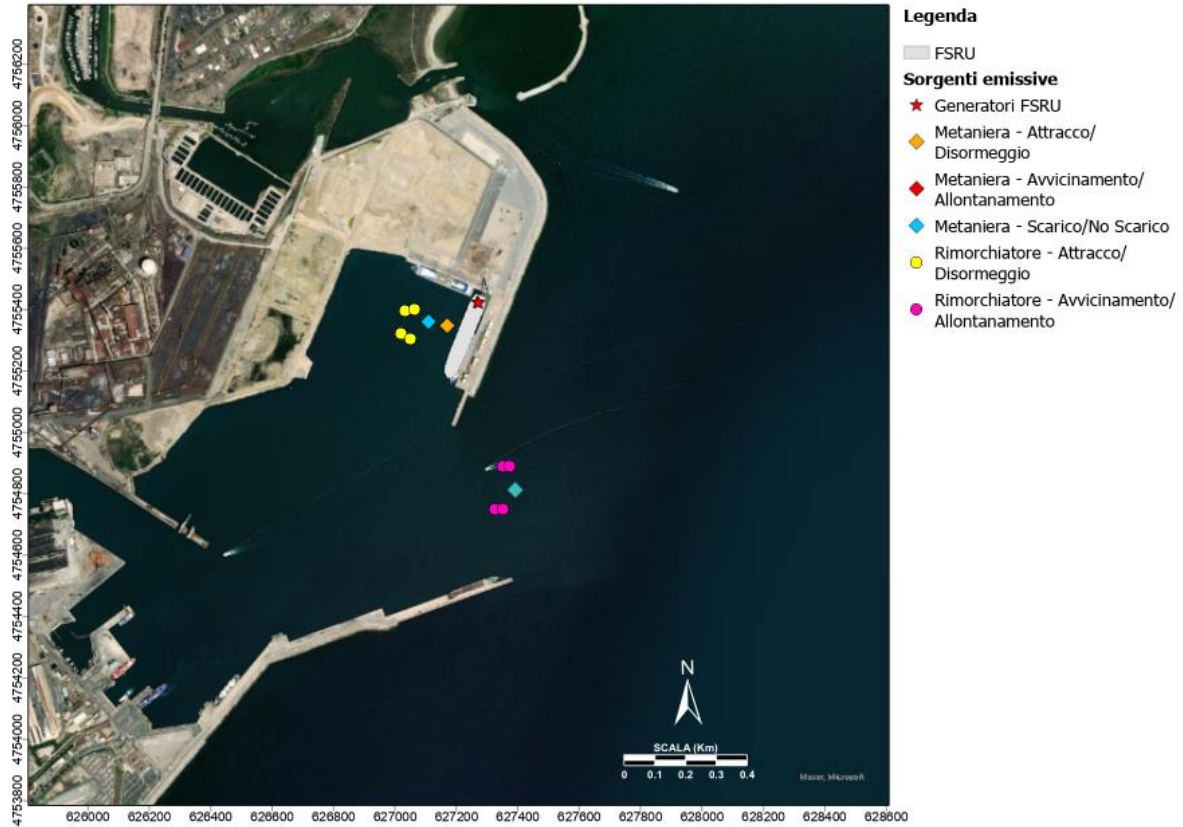 Legenda
FSRU
Sorgenti emissive
Generatori FSRU
Metaniera - Attracco/
Disormeggio
Metaniera - Avvicinamento/
Allontanamento
Metaniera - Scarico/No Scarico
Rimorchiatore - Attracco/
Disormeggio
Rimorchiatore - Avvicinamento/
Allontanamento
4756200
4756000
4755800
4755600
4755400
4755200
4755000
4754800
4754600
4754400
4754200
4754000
4753800
N
SCALA (Km)
0 0.1 0.2 0.3 0.4
Maxar, Microsoft
626000 626200 626400 626600 626800 627000 627200 627400 627600 627800 628000 628200 628400 628600